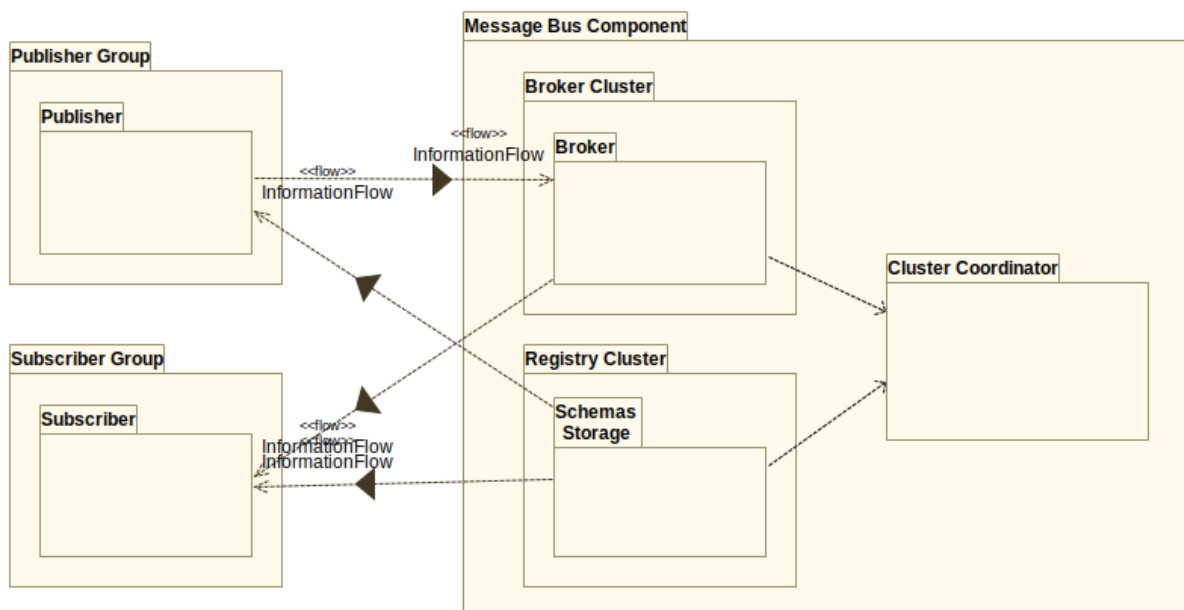 Message Bus Component
Publisher Group
Broker Cluster
Publisher
<<flow>>
InformationFlow
Broker
<<flow>>
InformationFlow
Cluster Coordinator
Subscriber Group
Registry Cluster
Subscriber
Schemas
Storage
<<flow>>
<<flow>>
InformationFlow
InformationFlow